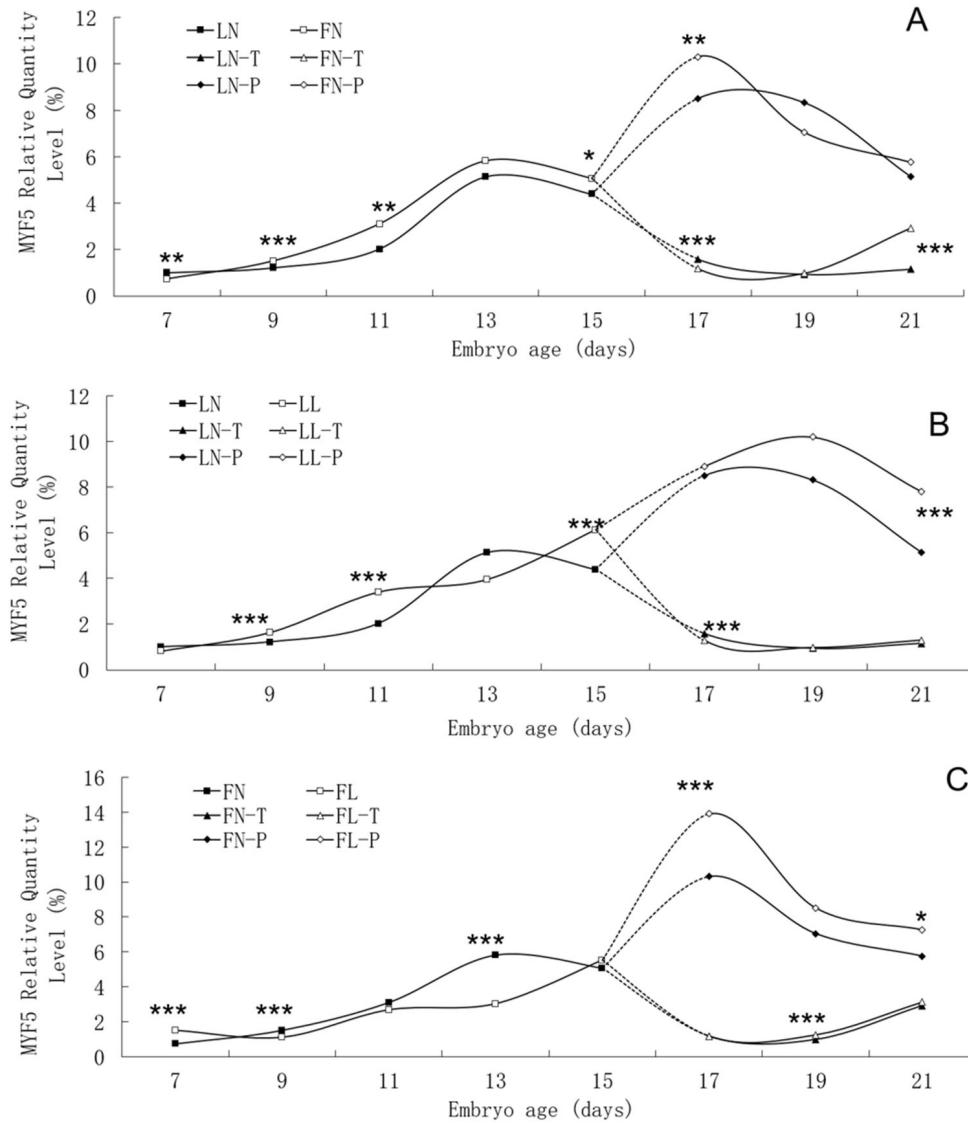 A
LN FN
LN-T FN-T
LN-P FN-P
MYF5 Relative Quantity
Level (%)
12
10
8
6
4
2
0
** *** ** * ** *** ***
7 9 11 13 15 17 19 21
Embryo age (days)
B
LN LL
LN-T LL-T
LN-P LL-P
MYF5 Relative Quantity
Level (%)
12
10
8
6
4
2
0
*** *** *** *** ***
7 9 11 13 15 17 19 21
Embryo age (days)
C
FN FL
FN-T FL-T
FN-P FL-P
MYF5 Relative Quantity
Level (%)
16
14
12
10
8
6
4
2
0
*** *** *** *** *** *
7 9 11 13 15 17 19 21
Embryo age (days)